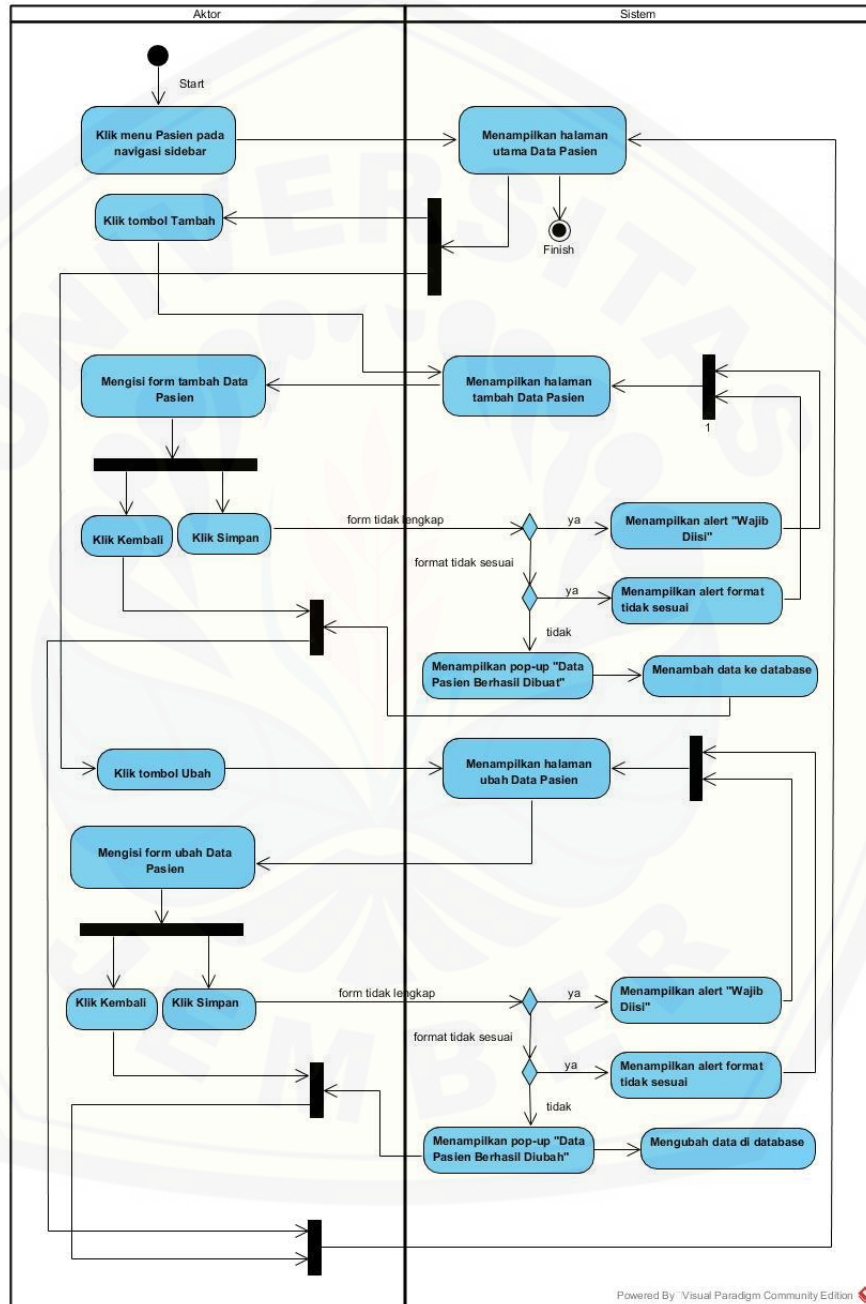 Aktor
Sistem
Start
Klik menu Pasien pada
navigasi sidebar
Menampilkan halaman
utama Data Pasien
Klik tombol Tambah
Finish
Mengisi form tambah Data
Pasien
Menampilkan halaman
tambah Data Pasien
1
Klik Kembali
Klik Simpan
form tidak lengkap
ya
Menampilkan alert "Wajib
Diisi"
format tidak sesuai
ya
Menampilkan alert format
tidak sesuai
tidak
Menampilkan pop-up "Data
Pasien Berhasil Dibuat"
Menambah data ke database
Klik tombol Ubah
Menampilkan halaman
ubah Data Pasien
Mengisi form ubah Data
Pasien
Klik Kembali
Klik Simpan
form tidak lengkap
ya
Menampilkan alert "Wajib
Diisi"
format tidak sesuai
ya
Menampilkan alert format
tidak sesuai
tidak
Menampilkan pop-up "Data
Pasien Berhasil Diubah"
Mengubah data di database
UNIVERSITAS
JEMBER
Powered By Visual Paradigm Community Edition